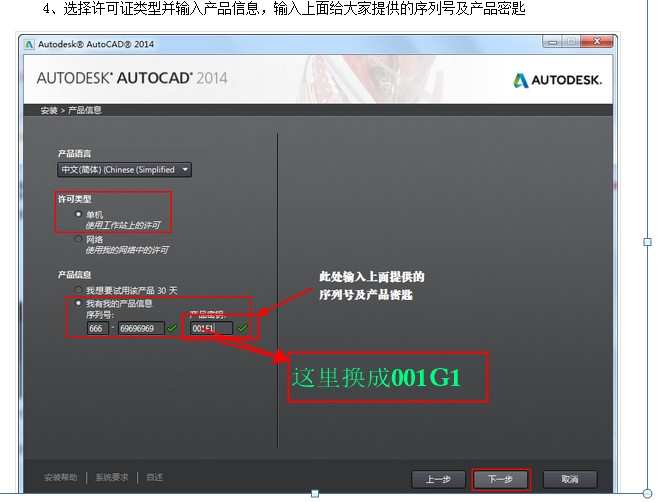 4、选择许可证类型并输入产品信息，输入上面给大家提供的序列号及产品密匙
Autodesk® AutoCAD® 2014
AUTODESK® AUTOCAD® 2014
AUTODESK.
安装 > 产品信息
产品语言
中文(简体) (Chinese (Simplified
许可类型
单机
使用工作站上的许可
网络
使用我的网络中的许可
产品信息
我想要试用该产品 30 天
我有我的产品信息
序列号:
产品密钥:
666 - 69696969
001F1
此处输入上面提供的
序列号及产品密匙
这里换成001G1
安装帮助 | 系统要求 | 自述
上一步
下一步
取消